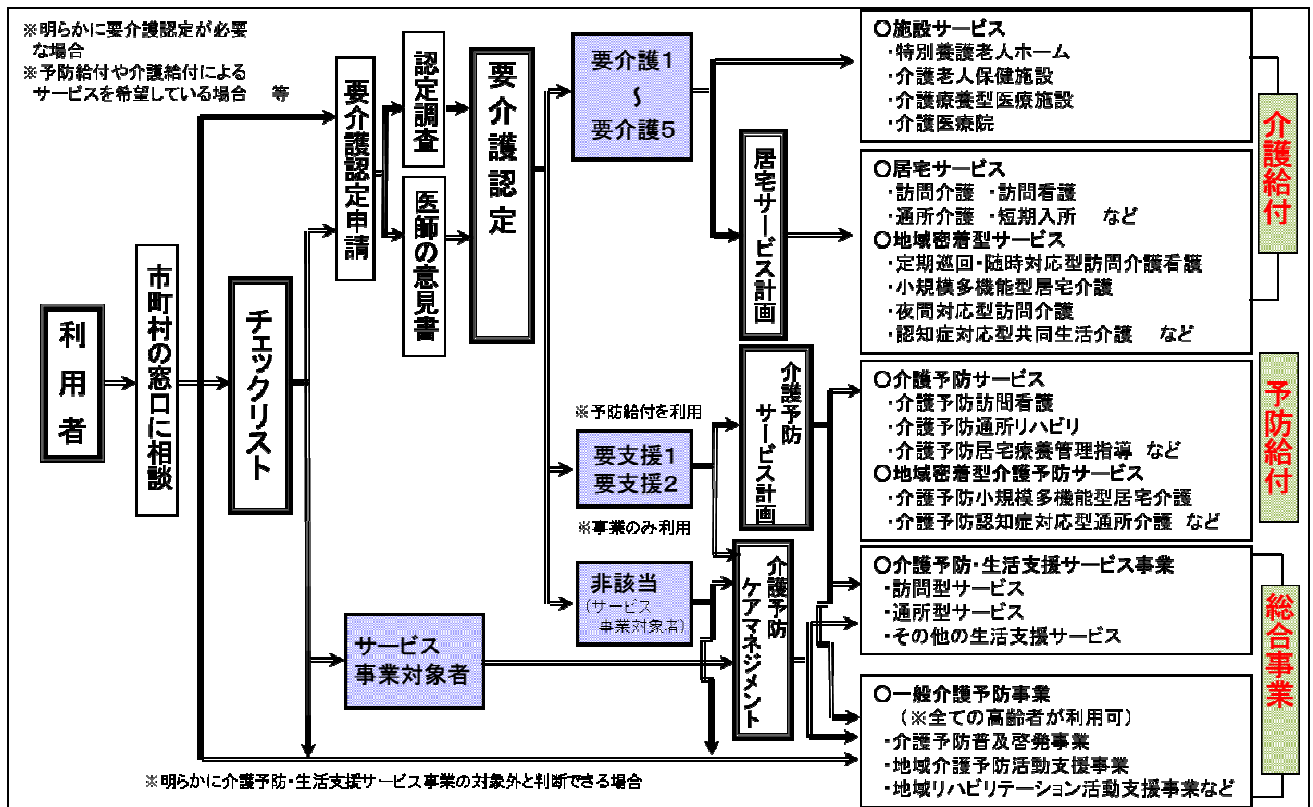 ※明らかに要介護認定が必要
な場合
※予防給付や介護給付による
サービスを希望している場合　等
利用者
市町村の窓口に相談
チェックリスト
要介護認定申請
認定調査
医師の意見書
要介護認定
要介護1
～
要介護5
※予防給付を利用
要支援1
要支援2
※事業のみ利用
非該当
(サービス
事業対象者)
サービス
事業対象者
居宅サービス計画
介護予防
サービス計画
介護予防
ケアマネジメント
〇施設サービス
・特別養護老人ホーム
・介護老人保健施設
・介護療養型医療施設
・介護医療院
〇居宅サービス
・訪問介護　・訪問看護
・通所介護　・短期入所　など
〇地域密着型サービス
・定期巡回・随時対応型訪問介護看護
・小規模多機能型居宅介護
・夜間対応型訪問介護
・認知症対応型共同生活介護　など
介護給付
〇介護予防サービス
・介護予防訪問看護
・介護予防通所リハビリ
・介護予防居宅療養管理指導　など
〇地域密着型介護予防サービス
・介護予防小規模多機能型居宅介護
・介護予防認知症対応型通所介護　など
予防給付
〇介護予防・生活支援サービス事業
・訪問型サービス
・通所型サービス
・その他の生活支援サービス
〇一般介護予防事業
（※全ての高齢者が利用可）
・介護予防普及啓発事業
・地域介護予防活動支援事業
・地域リハビリテーション活動支援事業など
総合事業
※明らかに介護予防・生活支援サービス事業の対象外と判断できる場合